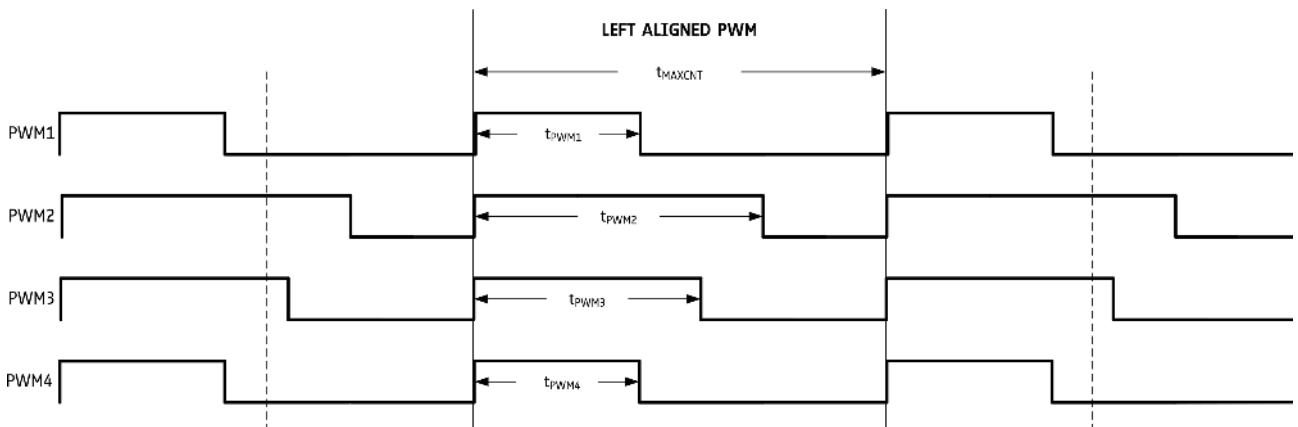 LEFT ALIGNED PWM
tMAXCNT
PWM1
tPWM1
PWM2
tPWM2
PWM3
tPWM3
PWM4
tPWM4